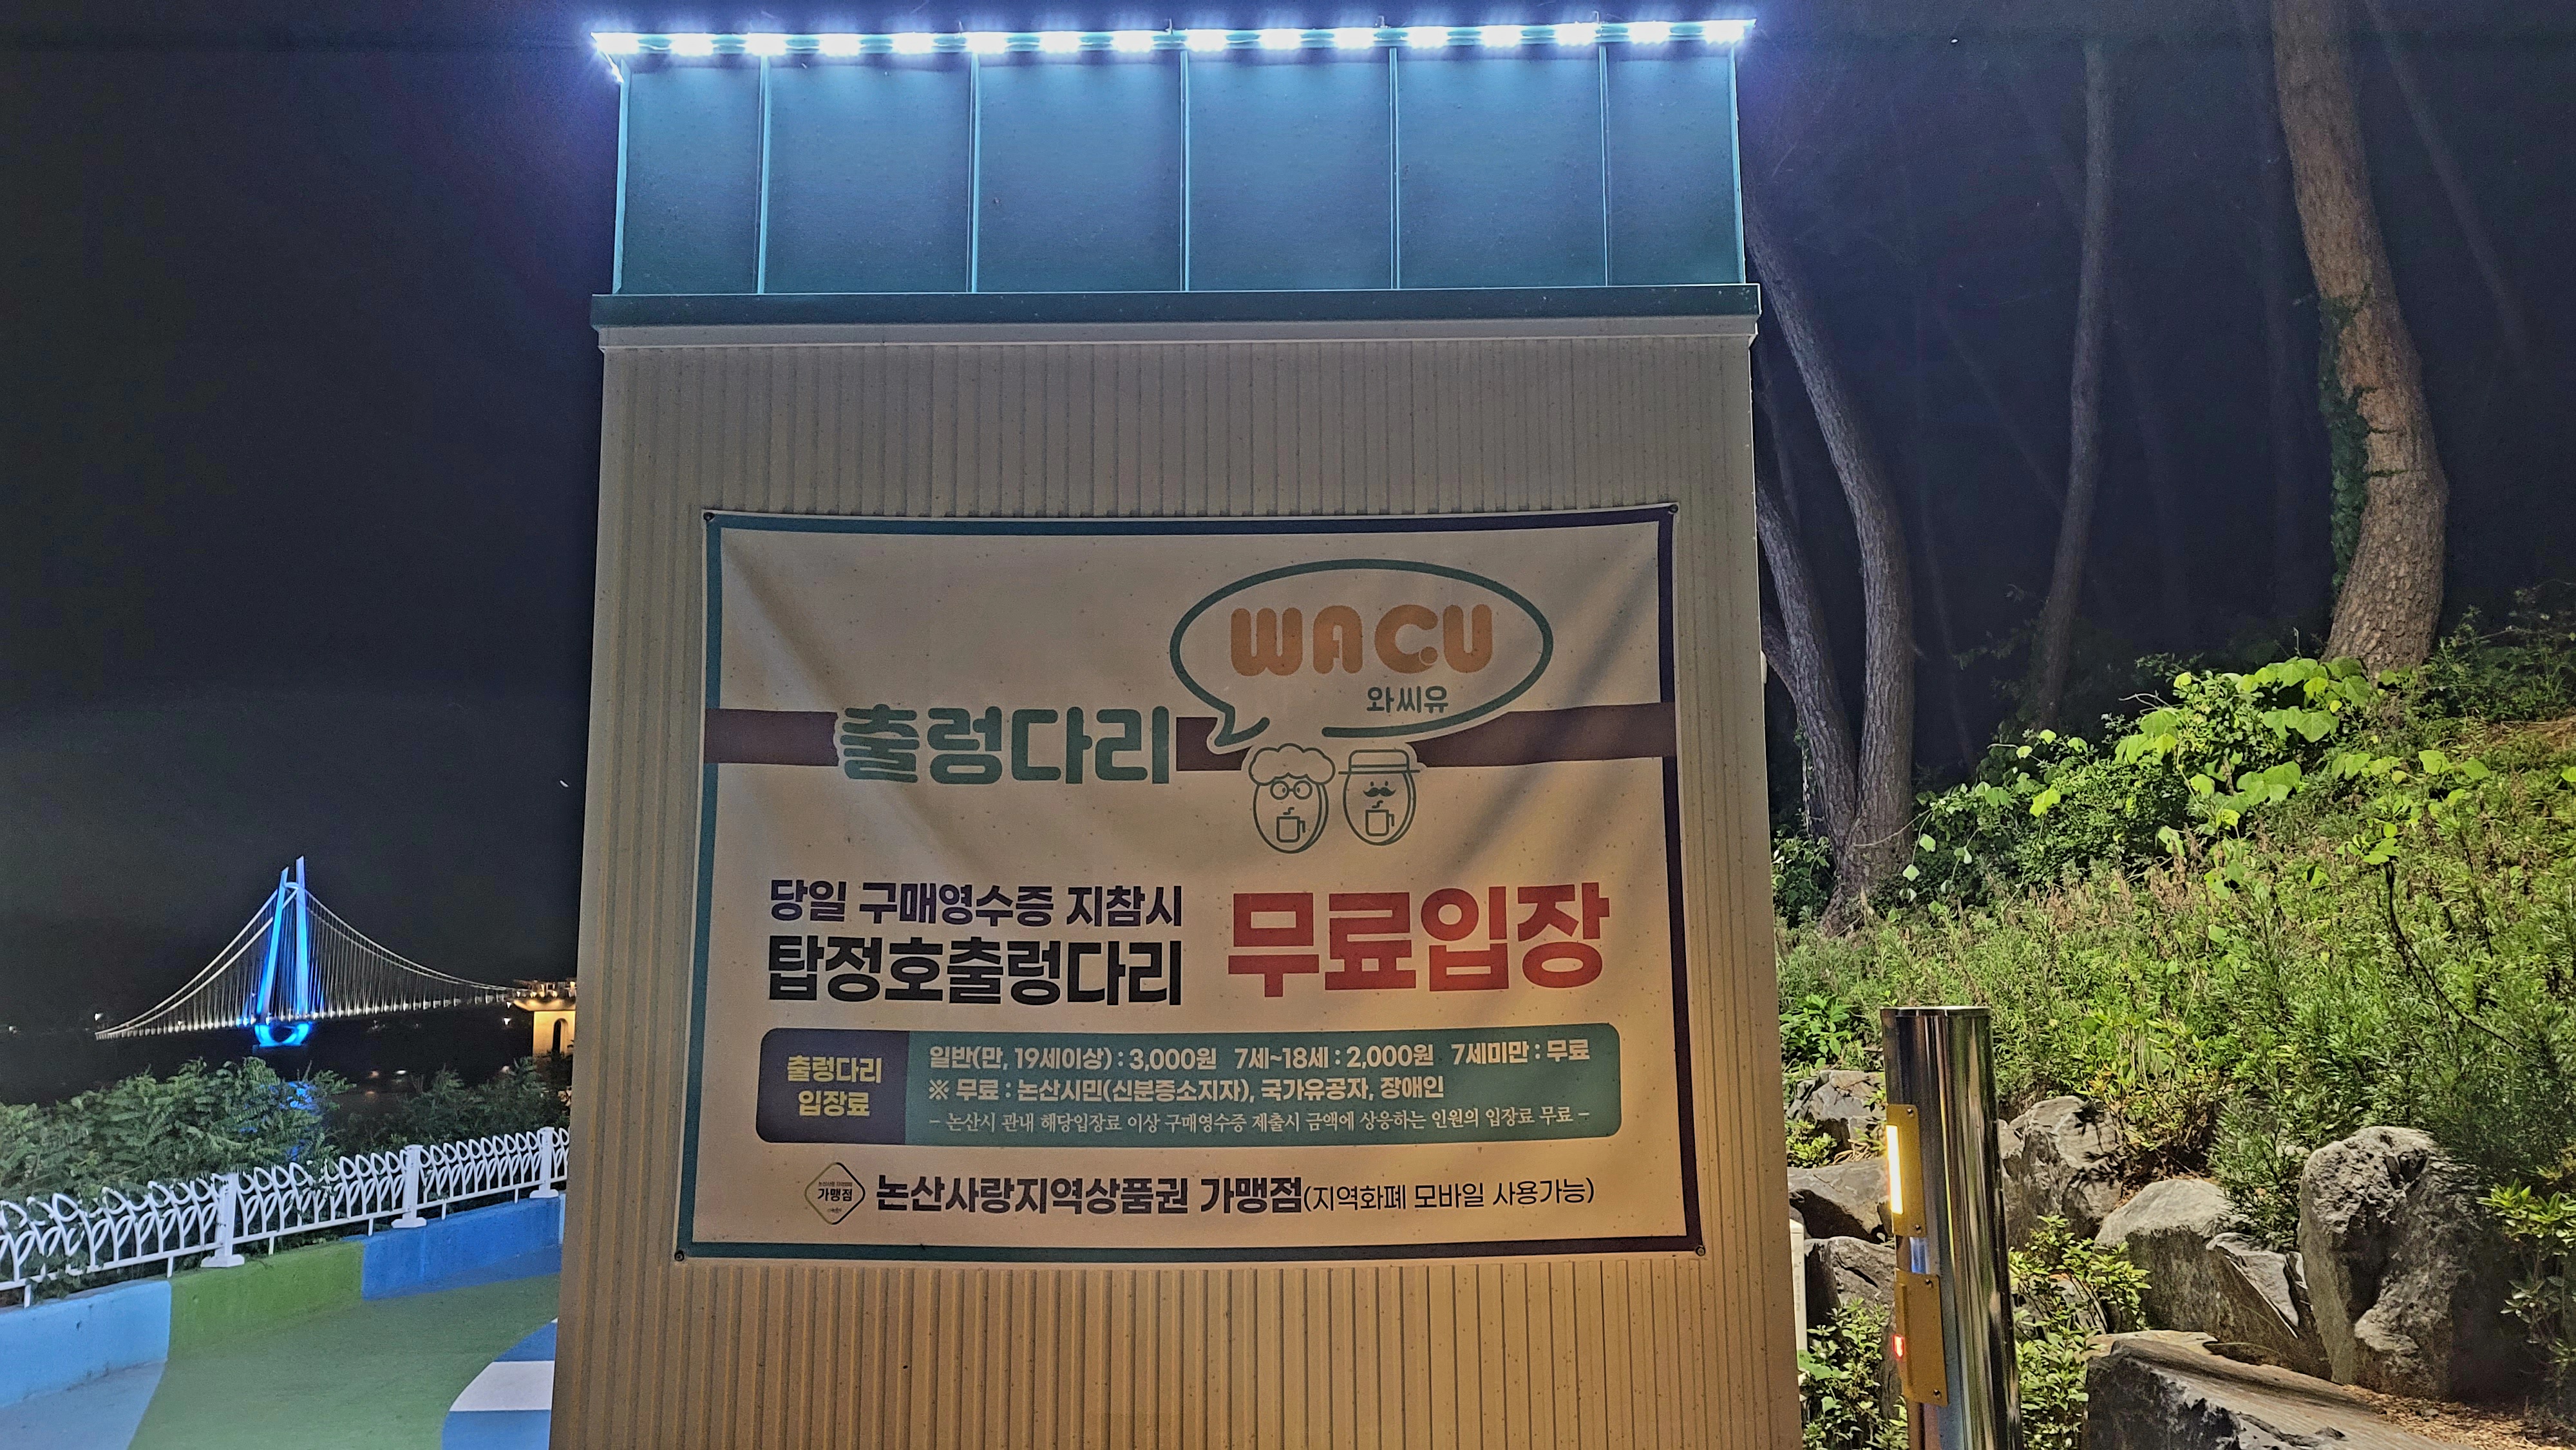 WACU
와씨유
출렁다리
당일 구매영수증 지참시
탑정호출렁다리
무료입장
출렁다리
입장료
일반(만, 19세이상) : 3,000원 7세~18세 : 2,000원 7세미만 : 무료
※ 무료 : 논산시민(신분증소지자), 국가유공자, 장애인
- 논산시 관내 해당입장료 이상 구매영수증 제출시 금액에 상응하는 인원의 입장료 무료 -
가맹점
논산사랑지역상품권 가맹점(지역화폐 모바일 사용가능)